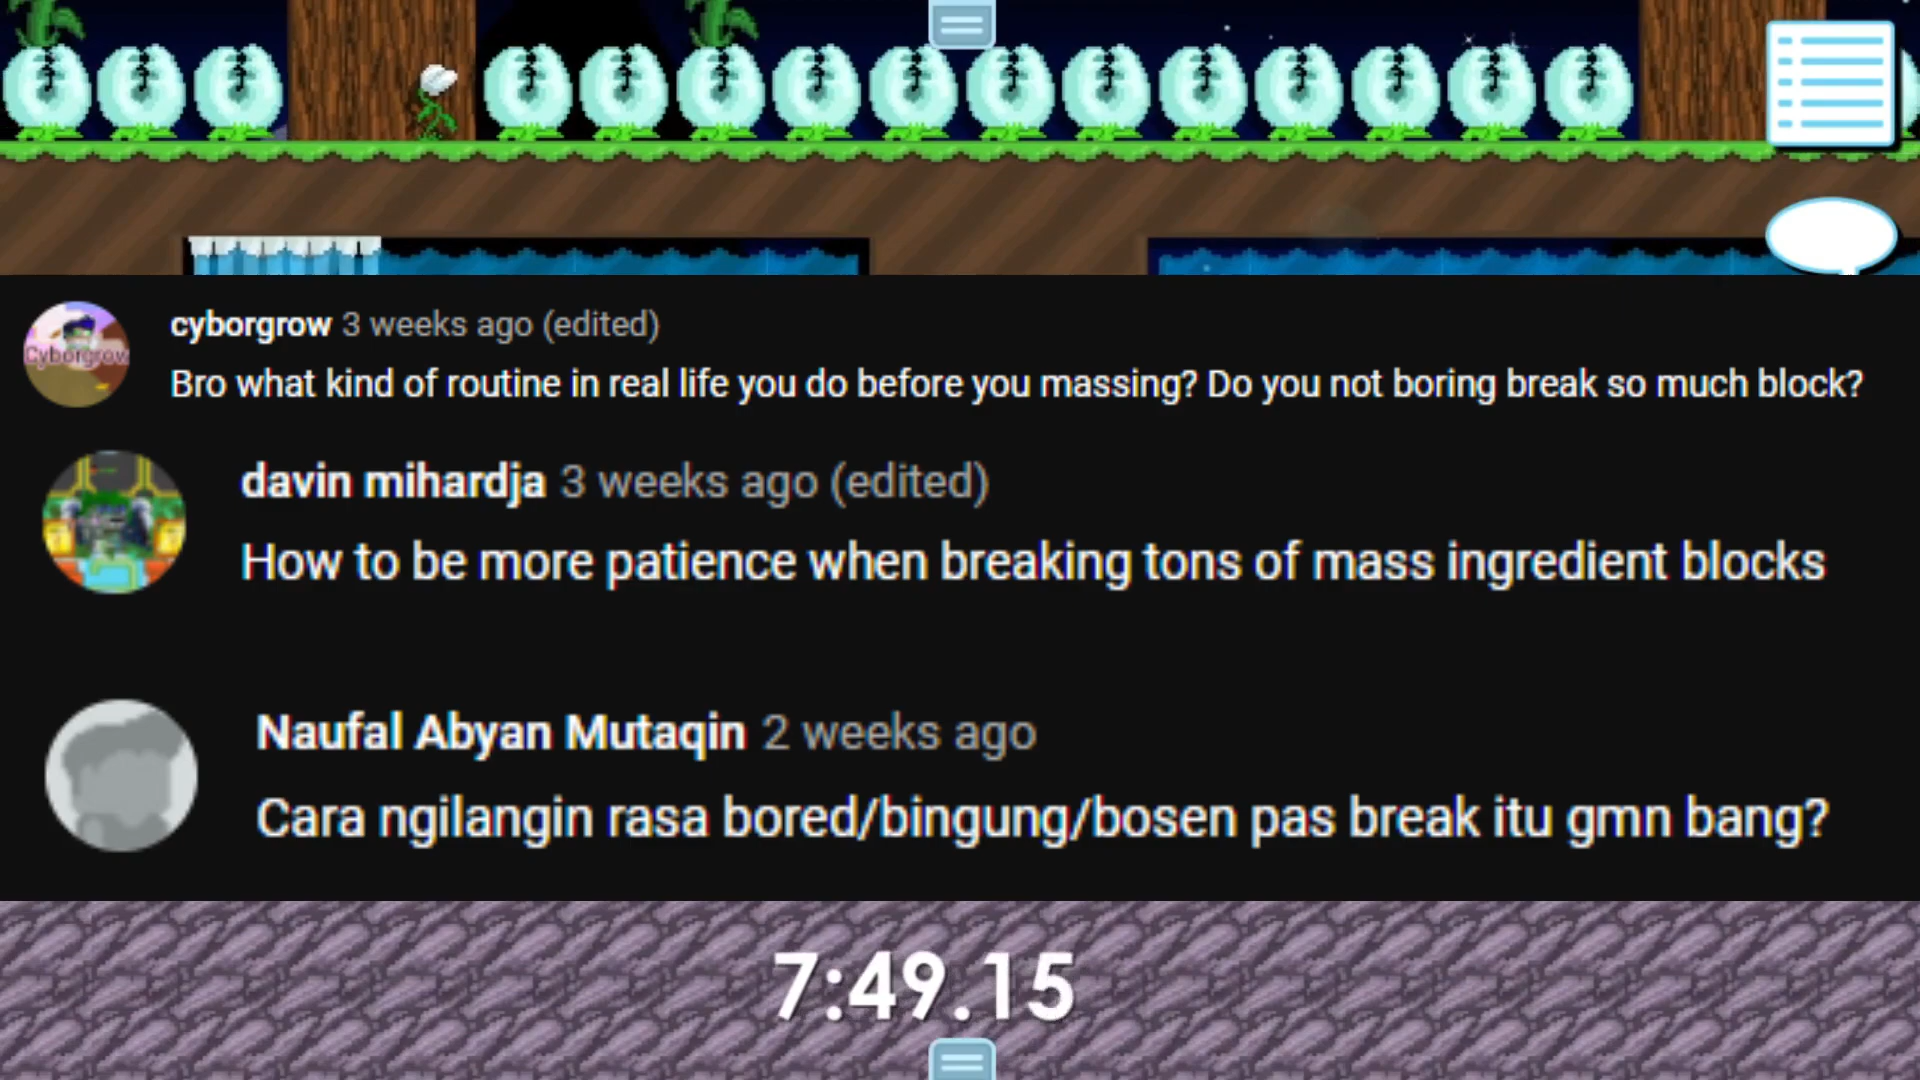 cyborgrow 3 weeks ago (edited)
Cyborgrow
Bro what kind of routine in real life you do before you massing? Do you not boring break so much block?
davin mihardja 3 weeks ago (edited)
How to be more patience when breaking tons of mass ingredient blocks
Naufal Abyan Mutaqin 2 weeks ago
Cara ngilangin rasa bored/bingung/bosen pas break itu gmn bang?
7:49.15